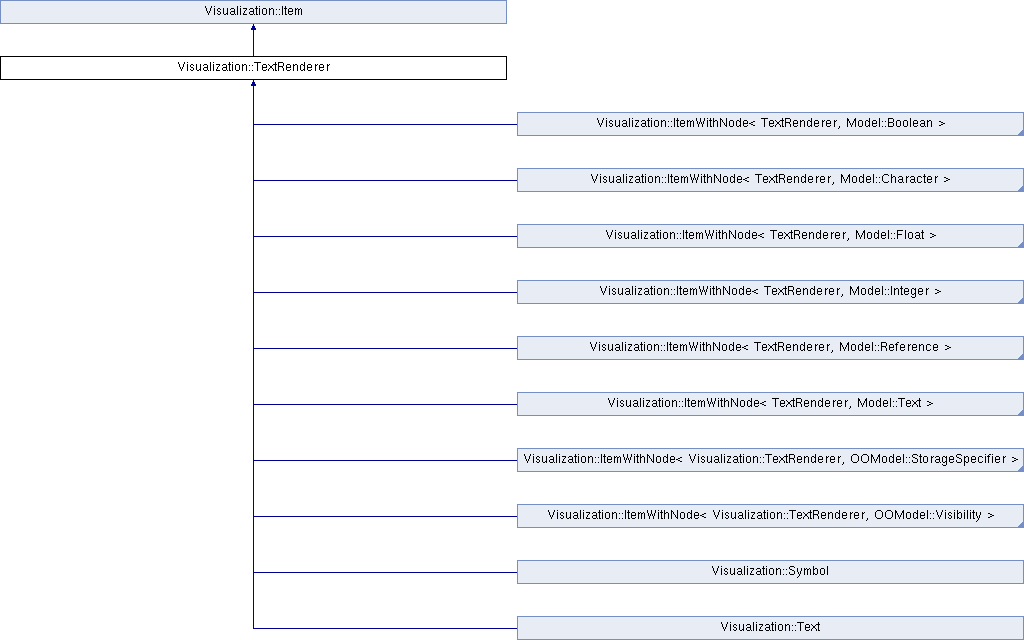 Visualization::Item
Visualization::TextRenderer
Visualization::ItemWithNode< TextRenderer, Model::Boolean >
Visualization::ItemWithNode< TextRenderer, Model::Character >
Visualization::ItemWithNode< TextRenderer, Model::Float >
Visualization::ItemWithNode< TextRenderer, Model::Integer >
Visualization::ItemWithNode< TextRenderer, Model::Reference >
Visualization::ItemWithNode< TextRenderer, Model::Text >
Visualization::ItemWithNode< Visualization::TextRenderer, OOModel::StorageSpecifier >
Visualization::ItemWithNode< Visualization::TextRenderer, OOModel::Visibility >
Visualization::Symbol
Visualization::Text